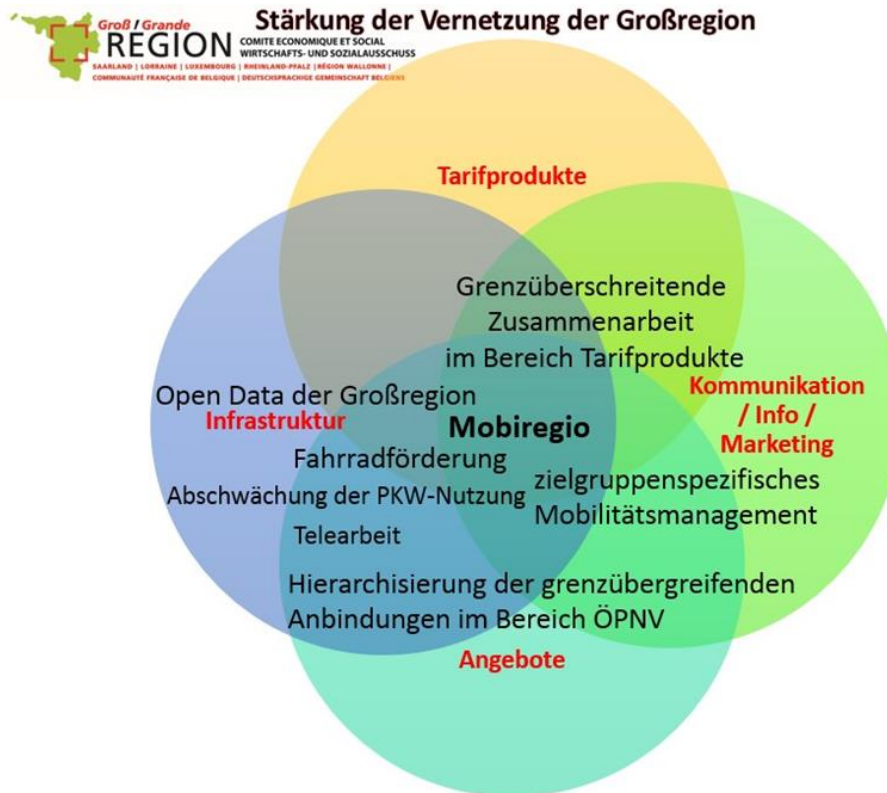 Groß / Grande
REGION
COMITE ECONOMIQUE ET SOCIAL
WIRTSCHAFTS- UND SOZIALAUSSCHUSS
SAARLAND | LORRAINE | LUXEMBOURG | RHEINLAND-PFALZ | RÉGION WALLONNE |
COMMUNAUTÉ FRANÇAISE DE BELGIQUE | DEUTSCHSPRACHIGE GEMEINSCHAFT BELGIENS
Stärkung der Vernetzung der Großregion
Tarifprodukte
Grenzüberschreitende
Zusammenarbeit
im Bereich Tarifprodukte
Kommunikation
/ Info /
Marketing
Open Data der Großregion
Infrastruktur
Mobiregio
Fahrradförderung
Abschwächung der PKW-Nutzung
Telearbeit
zielgruppenspezifisches
Mobilitätsmanagement
Hierarchisierung der grenzübergreifenden
Anbindungen im Bereich ÖPNV
Angebote